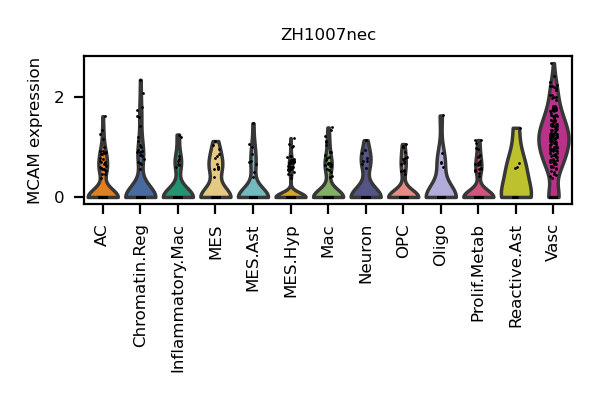 ZH1007nec
MCAM expression
2
0
AC
Chromatin.Reg
Inflammatory.Mac
MES
MES.Ast
MES.Hyp
Mac
Neuron
OPC
Oligo
Prolif.Metab
Reactive.Ast
Vasc